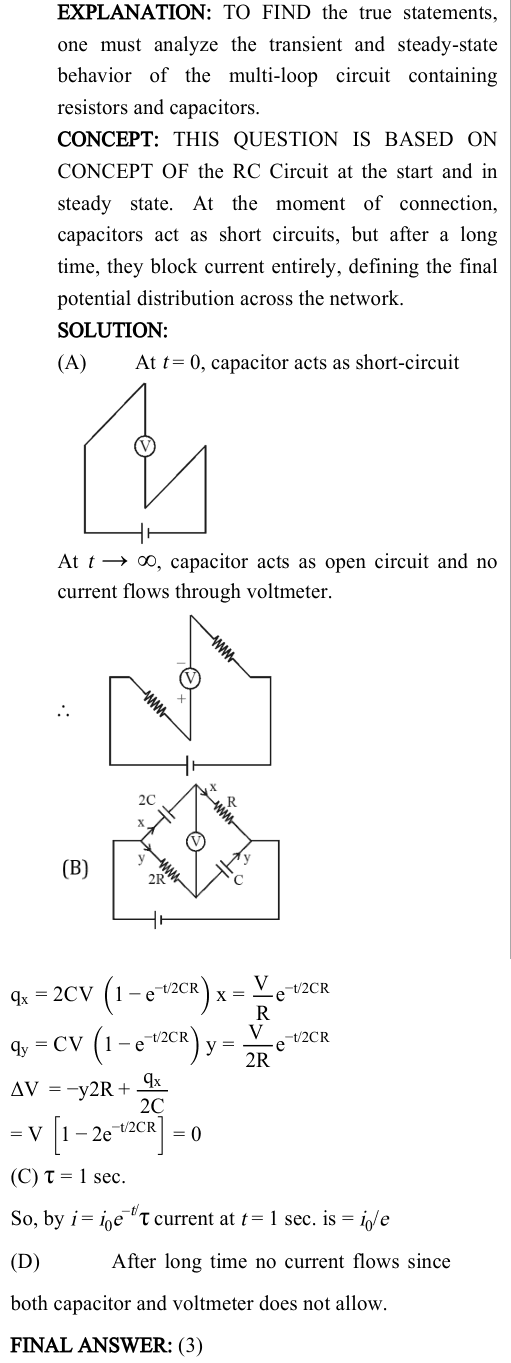 EXPLANATION: TO FIND the true statements,
one must analyze the transient and steady-state
behavior of the multi-loop circuit containing
resistors and capacitors.
CONCEPT: THIS QUESTION IS BASED ON
CONCEPT OF the RC Circuit at the start and in
steady state. At the moment of connection,
capacitors act as short circuits, but after a long
time, they block current entirely, defining the final
potential distribution across the network.
SOLUTION:
(A) At t = 0, capacitor acts as short-circuit
V
At t → ∞, capacitor acts as open circuit and no
current flows through voltmeter.
−
V
+
∴
(B)
2C x R
x
V
y y
2R C
q_x = 2CV (1 − e^{−t/2CR}) x = V/R e^{−t/2CR}
q_y = CV (1 − e^{−t/2CR}) y = V/2R e^{−t/2CR}
ΔV = −y2R + q_x/2C
= V [1 − 2e^{−t/2CR}] = 0
(C) τ = 1 sec.
So, by i = i₀e^{−t/}τ current at t = 1 sec. is = i₀/e
(D) After long time no current flows since
both capacitor and voltmeter does not allow.
FINAL ANSWER: (3)